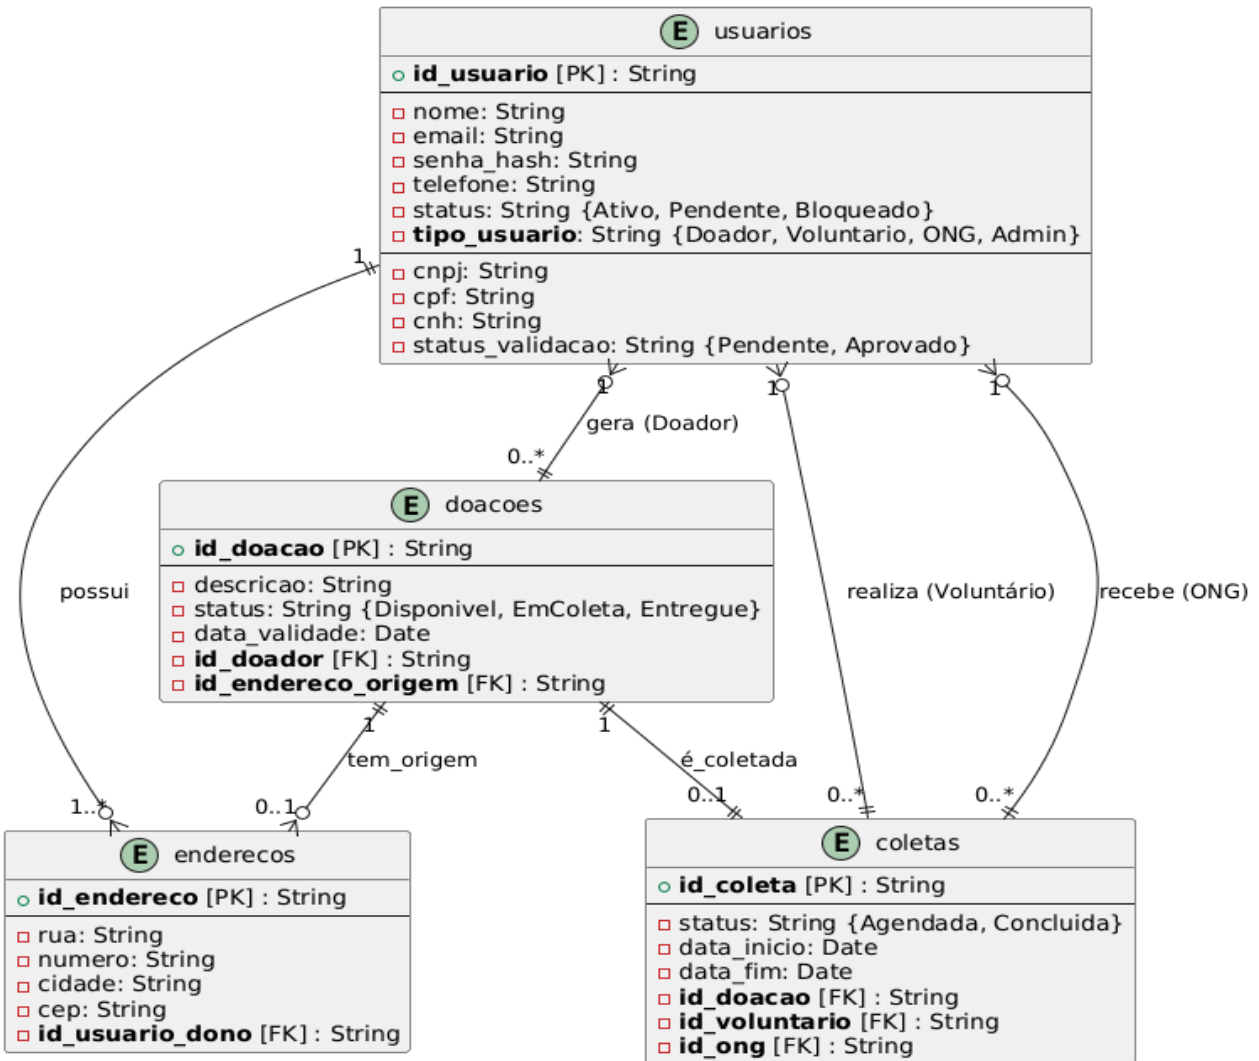 E usuarios
id_usuario [PK] : String
nome: String
email: String
senha_hash: String
telefone: String
status: String {Ativo, Pendente, Bloqueado}
tipo_usuario: String {Doador, Voluntario, ONG, Admin}
cnpj: String
cpf: String
cnh: String
status_validacao: String {Pendente, Aprovado}
1
1
1
1
gera (Doador)
0..*
E doacoes
id_doacao [PK] : String
descricao: String
status: String {Disponivel, EmColeta, Entregue}
data_validade: Date
id_doador [FK] : String
id_endereco_origem [FK] : String
possui
realiza (Voluntário)
recebe (ONG)
1
1
tem_origem
é_coletada
1..*
0..1
0..1
0..*
0..*
E enderecos
id_endereco [PK] : String
rua: String
numero: String
cidade: String
cep: String
id_usuario_dono [FK] : String
E coletas
id_coleta [PK] : String
status: String {Agendada, Concluida}
data_inicio: Date
data_fim: Date
id_doacao [FK] : String
id_voluntario [FK] : String
id_ong [FK] : String